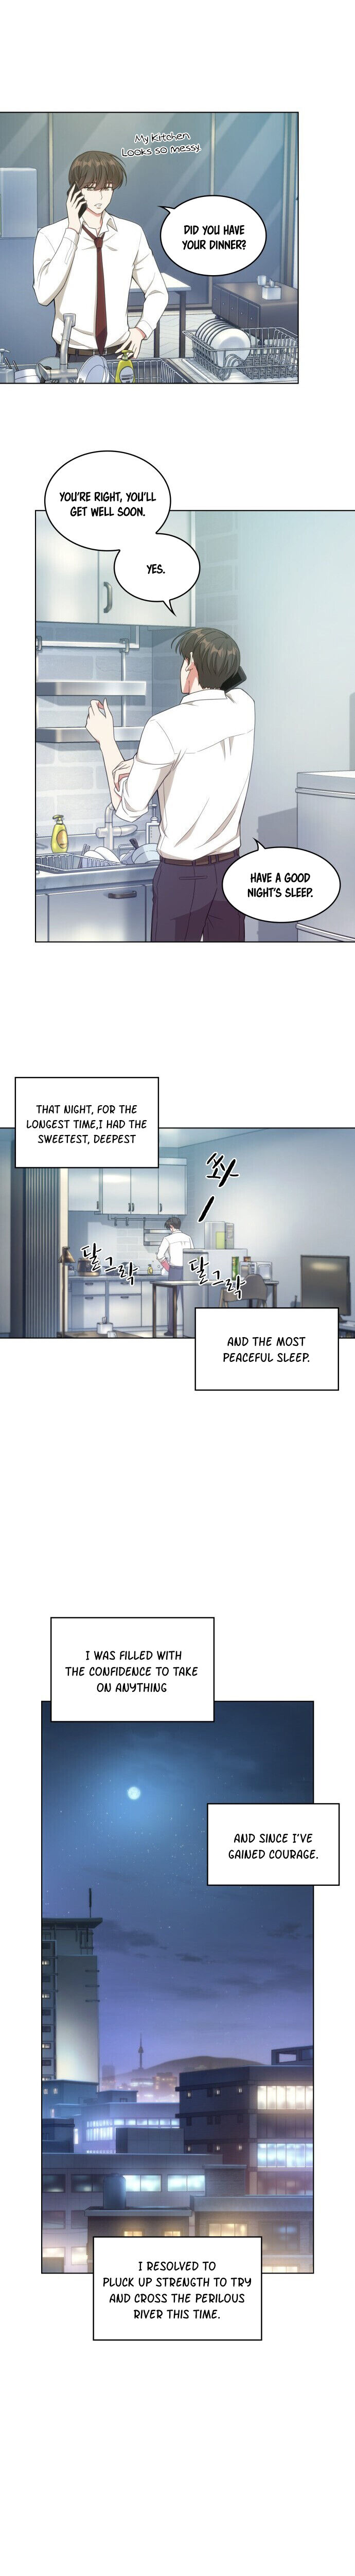 My Kitchen
Looks so messy.
DID YOU HAVE
YOUR DINNER?
YOU'RE RIGHT, YOU'LL
GET WELL SOON.
YES.
HAVE A GOOD
NIGHT'S SLEEP.
THAT NIGHT, FOR THE
LONGEST TIME,I HAD THE
SWEETEST, DEEPEST
쏴
달그락
달그락
AND THE MOST
PEACEFUL SLEEP.
I WAS FILLED WITH
THE CONFIDENCE TO TAKE
ON ANYTHING
AND SINCE I'VE
GAINED COURAGE.
I RESOLVED TO
PLUCK UP STRENGTH TO TRY
AND CROSS THE PERILOUS
RIVER THIS TIME.